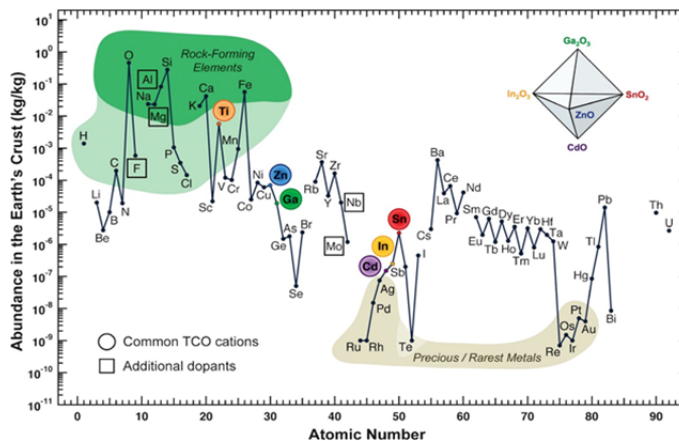 Abundance in the Earth's Crust (kg/kg)
10¹
10⁰
10⁻¹
10⁻²
10⁻³
10⁻⁴
10⁻⁵
10⁻⁶
10⁻⁷
10⁻⁸
10⁻⁹
10⁻¹⁰
10⁻¹¹
Rock-Forming
Elements
Ga₂O₃
In₂O₃
SnO₂
ZnO
CdO
H
Li
Be
B
C
N
O
F
Na
Mg
Al
Si
P
S
Cl
K
Ca
Sc
Ti
V
Cr
Mn
Fe
Co
Ni
Cu
Zn
Ga
Ge
As
Se
Br
Rb
Sr
Y
Zr
Nb
Mo
Ru
Rh
Pd
Ag
Cd
In
Sn
Sb
Te
I
Cs
Ba
La
Ce
Pr
Nd
Sm
Eu
Gd
Tb
Dy
Ho
Er
Tm
Yb
Lu
Hf
Ta
W
Re
Os
Ir
Pt
Au
Hg
Tl
Pb
Bi
Th
U
Common TCO cations
Additional dopants
Precious / Rarest Metals
0 10 20 30 40 50 60 70 80 90
Atomic Number